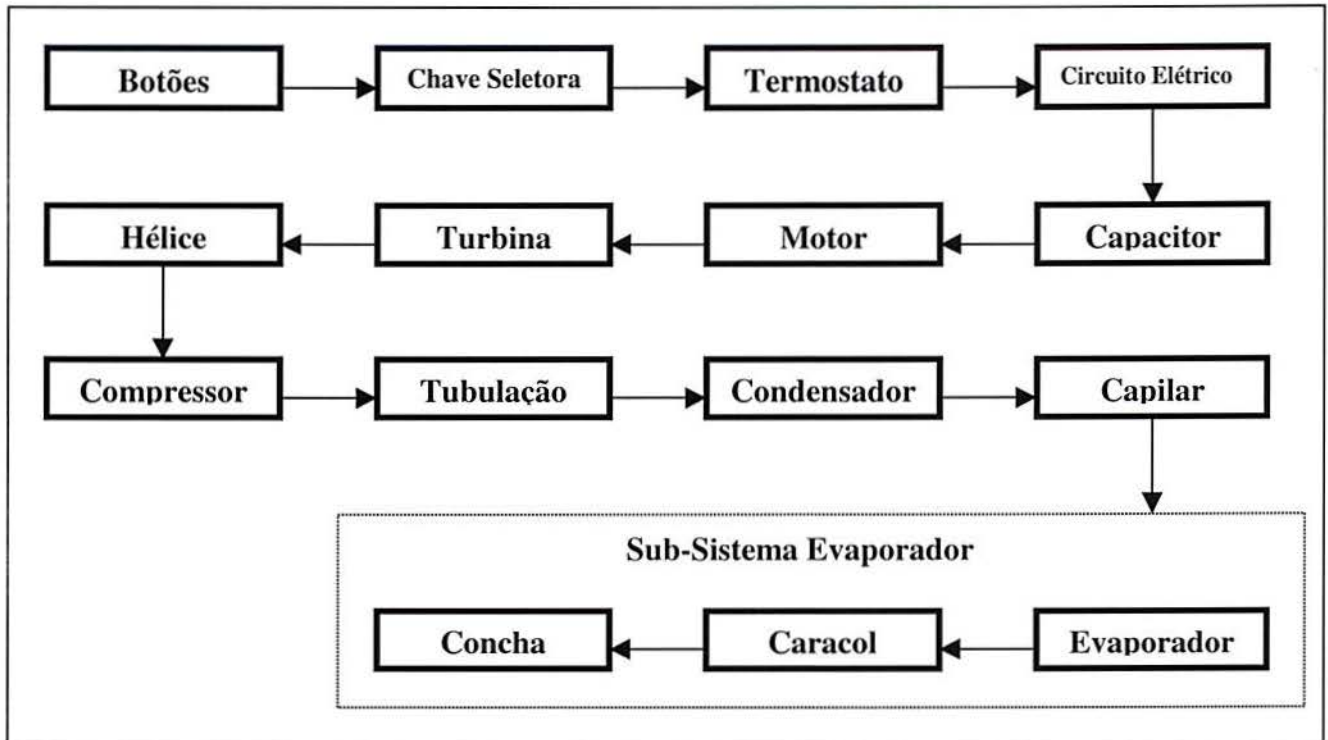 Botões
Chave Seletora
Termostato
Circuito Elétrico
Hélice
Turbina
Motor
Capacitor
Compressor
Tubulação
Condensador
Capilar
Sub-Sistema Evaporador
Concha
Caracol
Evaporador